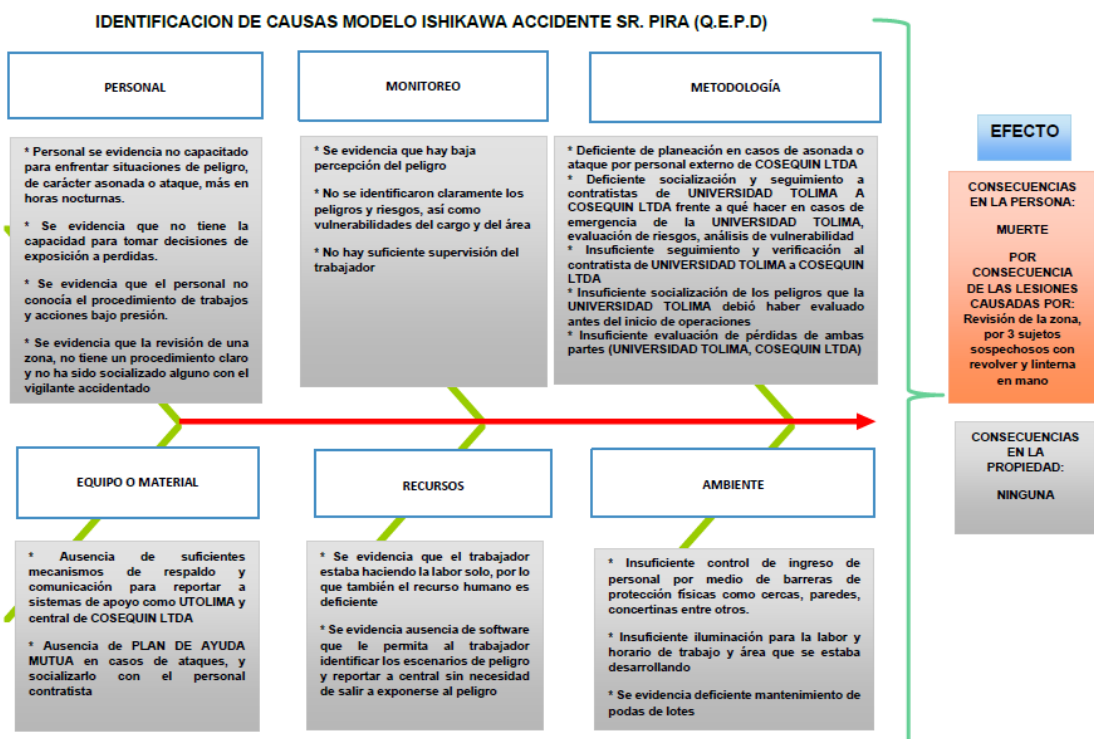 IDENTIFICACION DE CAUSAS MODELO ISHIKAWA ACCIDENTE SR. PIRA (Q.E.P.D)
PERSONAL
* Personal se evidencia no capacitado
para enfrentar situaciones de peligro,
de carácter asonada o ataque, más en
horas nocturnas.
* Se evidencia que no tiene la
capacidad para tomar decisiones de
exposición a perdidas.
* Se evidencia que el personal no
conocía el procedimiento de trabajos
y acciones bajo presión.
* Se evidencia que la revisión de una
zona, no tiene un procedimiento claro
y no ha sido socializado alguno con el
vigilante accidentado
MONITOREO
* Se evidencia que hay baja
percepción del peligro
* No se identificaron claramente los
peligros y riesgos, así como
vulnerabilidades del cargo y del área
* No hay suficiente supervisión del
trabajador
METODOLOGÍA
* Deficiente de planeación en casos de asonada o
ataque por personal externo de COSEQUIN LTDA
* Deficiente socialización y seguimiento a
contratistas de UNIVERSIDAD TOLIMA A
COSEQUIN LTDA frente a qué hacer en casos de
emergencia de la UNIVERSIDAD TOLIMA,
evaluación de riesgos, análisis de vulnerabilidad
* Insuficiente seguimiento y verificación al
contratista de UNIVERSIDAD TOLIMA a COSEQUIN
LTDA
* Insuficiente socialización de los peligros que la
UNIVERSIDAD TOLIMA debió haber evaluado
antes del inicio de operaciones
* Insuficiente evaluación de pérdidas de ambas
partes (UNIVERSIDAD TOLIMA, COSEQUIN LTDA)
EQUIPO O MATERIAL
* Ausencia de suficientes
mecanismos de respaldo y
comunicación para reportar a
sistemas de apoyo como UTOLIMA y
central de COSEQUIN LTDA
* Ausencia de PLAN DE AYUDA
MUTUA en casos de ataques, y
socializarlo con el personal
contratista
RECURSOS
* Se evidencia que el trabajador
estaba haciendo la labor solo, por lo
que también el recurso humano es
deficiente
* Se evidencia ausencia de software
que le permita al trabajador
identificar los escenarios de peligro
y reportar a central sin necesidad
de salir a exponerse al peligro
AMBIENTE
* Insuficiente control de ingreso de
personal por medio de barreras de
protección físicas como cercas, paredes,
concertinas entre otros.
* Insuficiente iluminación para la labor y
horario de trabajo y área que se estaba
desarrollando
* Se evidencia deficiente mantenimiento de
podas de lotes
EFECTO
CONSECUENCIAS
EN LA PERSONA:
MUERTE
POR
CONSECUENCIA
DE LAS LESIONES
CAUSADAS POR:
Revisión de la zona,
por 3 sujetos
sospechosos con
revolver y linterna
en mano
CONSECUENCIAS
EN LA
PROPIEDAD:
NINGUNA